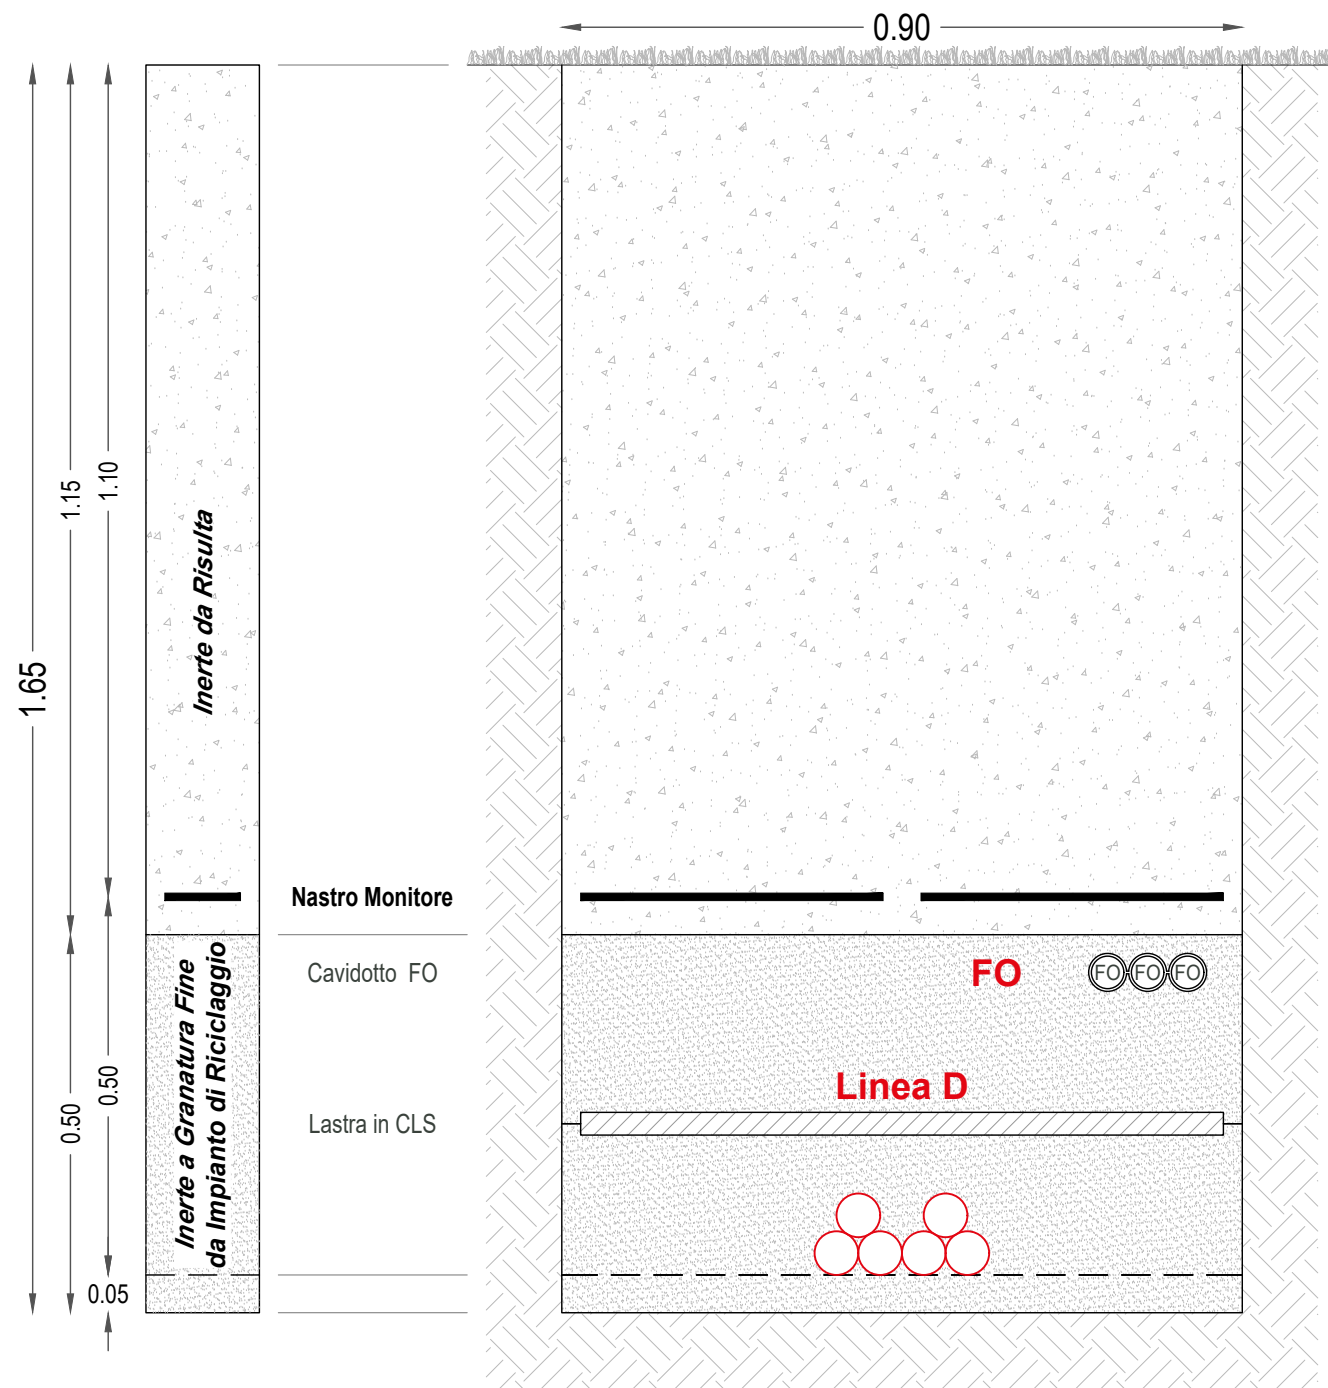 0.90
1.65
1.15
1.10
Inerte da Risulta
Nastro Monitore
Cavidotto FO
FO
FO
FO
FO
Inerte a Granatura Fine
da Impianto di Riciclaggio
0.50
0.50
Linea D
Lastra in CLS
0.05